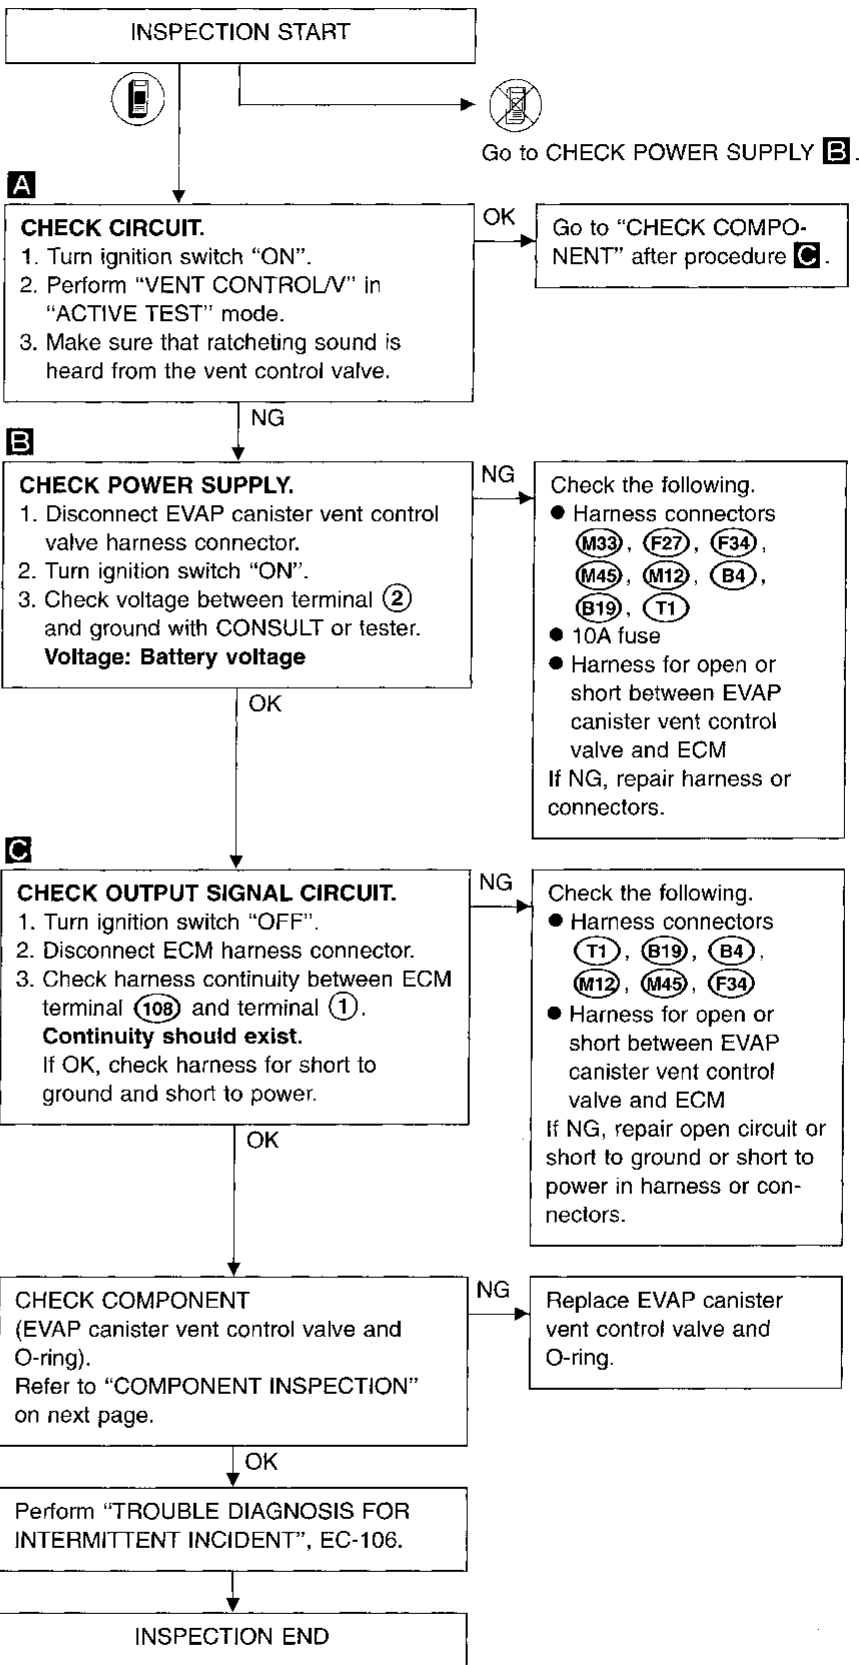 INSPECTION START
Go to CHECK POWER SUPPLY B .
A
CHECK CIRCUIT.
1. Turn ignition switch “ON”.
2. Perform “VENT CONTROL/V” in
“ACTIVE TEST” mode.
3. Make sure that ratcheting sound is
heard from the vent control valve.
OK
Go to “CHECK COMPO-
NENT” after procedure C .
NG
B
CHECK POWER SUPPLY.
1. Disconnect EVAP canister vent control
valve harness connector.
2. Turn ignition switch “ON”.
3. Check voltage between terminal 2
and ground with CONSULT or tester.
Voltage: Battery voltage
NG
Check the following.
● Harness connectors
M33 , F27 , F34 ,
M45 , M12 , B4 ,
B19 , T1
● 10A fuse
● Harness for open or
short between EVAP
canister vent control
valve and ECM
If NG, repair harness or
connectors.
OK
C
CHECK OUTPUT SIGNAL CIRCUIT.
1. Turn ignition switch “OFF”.
2. Disconnect ECM harness connector.
3. Check harness continuity between ECM
terminal 108 and terminal 1 .
Continuity should exist.
If OK, check harness for short to
ground and short to power.
NG
Check the following.
● Harness connectors
T1 , B19 , B4 ,
M12 , M45 , F34
● Harness for open or
short between EVAP
canister vent control
valve and ECM
If NG, repair open circuit or
short to ground or short to
power in harness or con-
nectors.
OK
CHECK COMPONENT
(EVAP canister vent control valve and
O-ring).
Refer to “COMPONENT INSPECTION”
on next page.
NG
Replace EVAP canister
vent control valve and
O-ring.
OK
Perform “TROUBLE DIAGNOSIS FOR
INTERMITTENT INCIDENT”, EC-106.
INSPECTION END